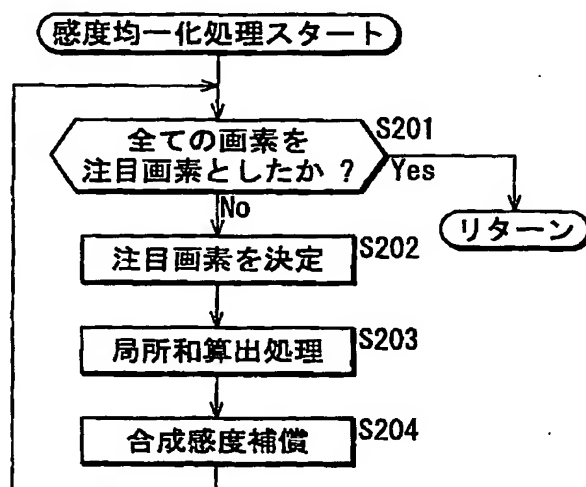 感度均一化処理スタート
全ての画素を
注目画素としたか ?
S201
Yes
No
リターン
注目画素を決定
S202
局所和算出処理
S203
合成感度補償
S204